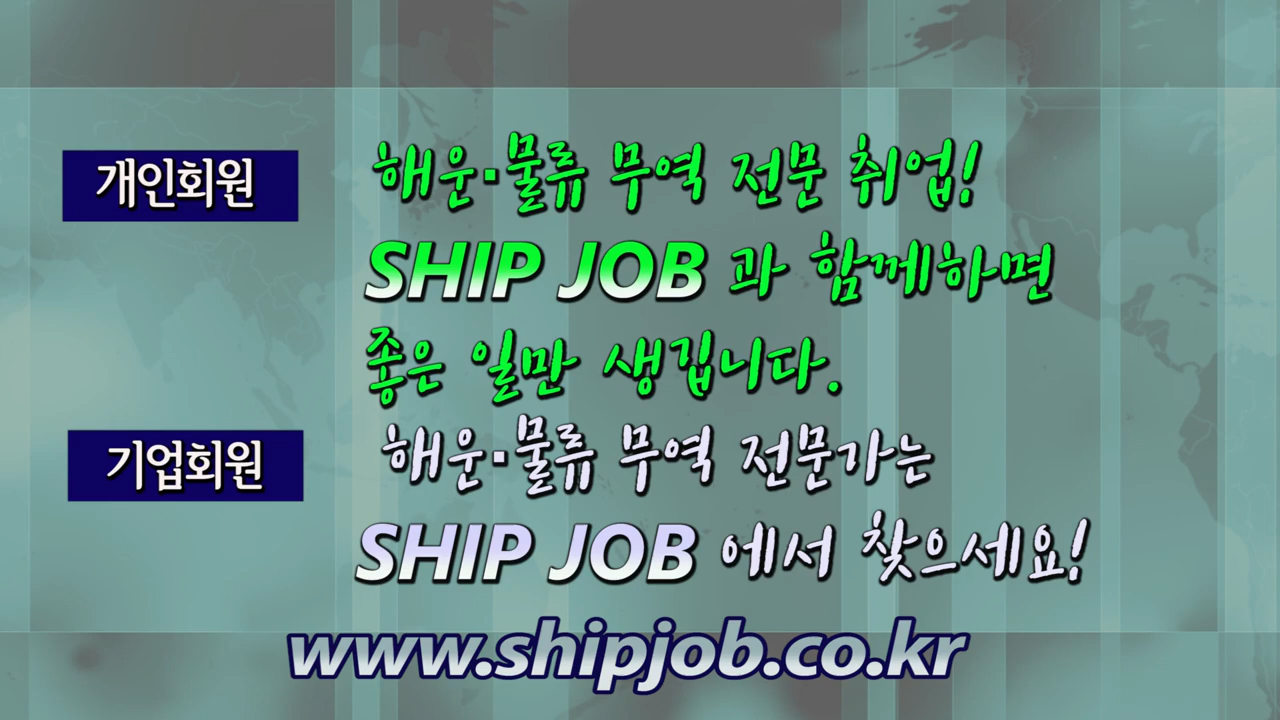 개인회원
해운·물류 무역 전문 취업!
SHIP JOB 과 함께하면
좋은 일만 생깁니다.
기업회원
해운·물류 무역 전문가는
SHIP JOB 에서 찾으세요!
www.shipjob.co.kr